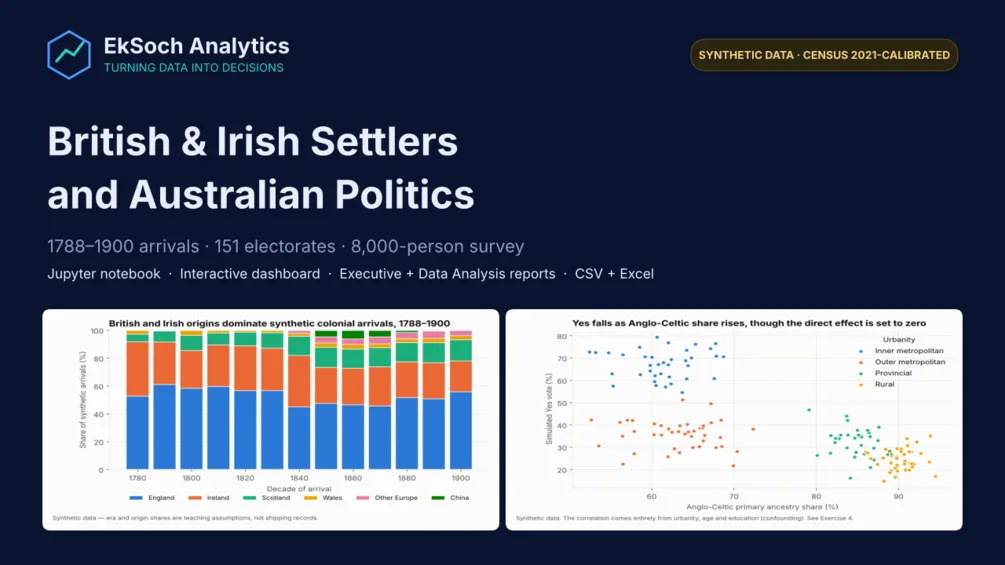 EkSoch Analytics
TURNING DATA INTO DECISIONS
SYNTHETIC DATA · CENSUS 2021-CALIBRATED
British & Irish Settlers
and Australian Politics
1788–1900 arrivals · 151 electorates · 8,000-person survey
Jupyter notebook · Interactive dashboard · Executive + Data Analysis reports · CSV + Excel
British and Irish origins dominate synthetic colonial arrivals, 1788–1900
Share of synthetic arrivals (%)
100
80
60
40
20
0
1780 1800 1820 1840 1860 1880 1900
Decade of arrival
England Ireland Scotland Wales Other Europe China
Synthetic data — era and origin shares are teaching assumptions, not shipping records.
Yes falls as Anglo-Celtic share rises, though the direct effect is set to zero
Simulated Yes vote (%)
80
70
60
50
40
30
20
Urbanity
Inner metropolitan
Outer metropolitan
Provincial
Rural
60 70 80 90
Anglo-Celtic primary ancestry share (%)
Synthetic data. The correlation comes entirely from urbanity, age and education (confounding). See Exercise 4.